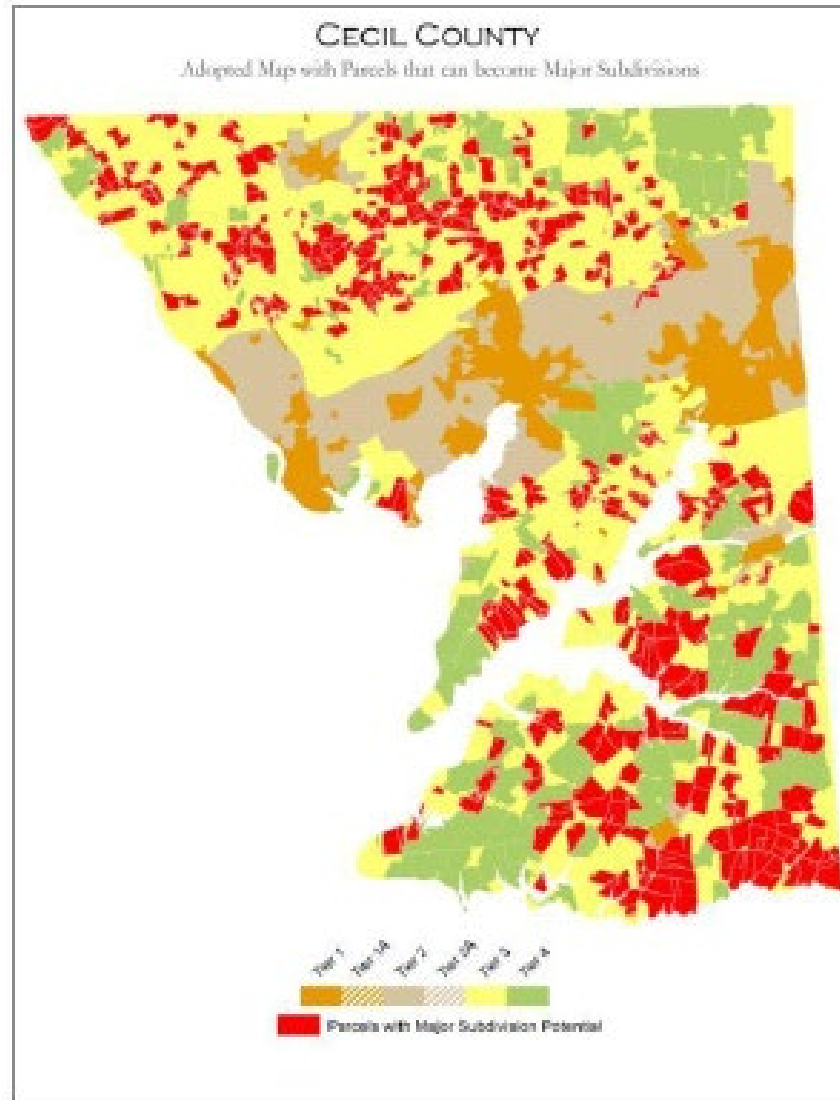 CECIL COUNTY
Adopted Map with Parcels that can become Major Subdivisions
Tier 1 Tier 1A Tier 2 Tier 2A Tier 3 Tier 4
Parcels with Major Subdivision Potential